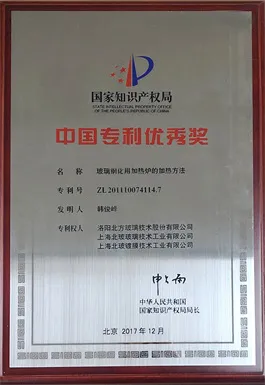 国家知识产权局
STATE INTELLECTUAL PROPERTY OFFICE
OF THE PEOPLE'S REPUBLIC OF CHINA
中国专利优秀奖
名称 玻璃钢化用加热炉的加热方法
专利号 ZL 201110074114.7
发明人 韩俊峰
专利权人 洛阳北方玻璃技术股份有限公司
上海北玻玻璃技术工业有限公司
上海北玻镀膜技术工业有限公司
中华人民共和国
国家知识产权局局长
北京 2017年12月